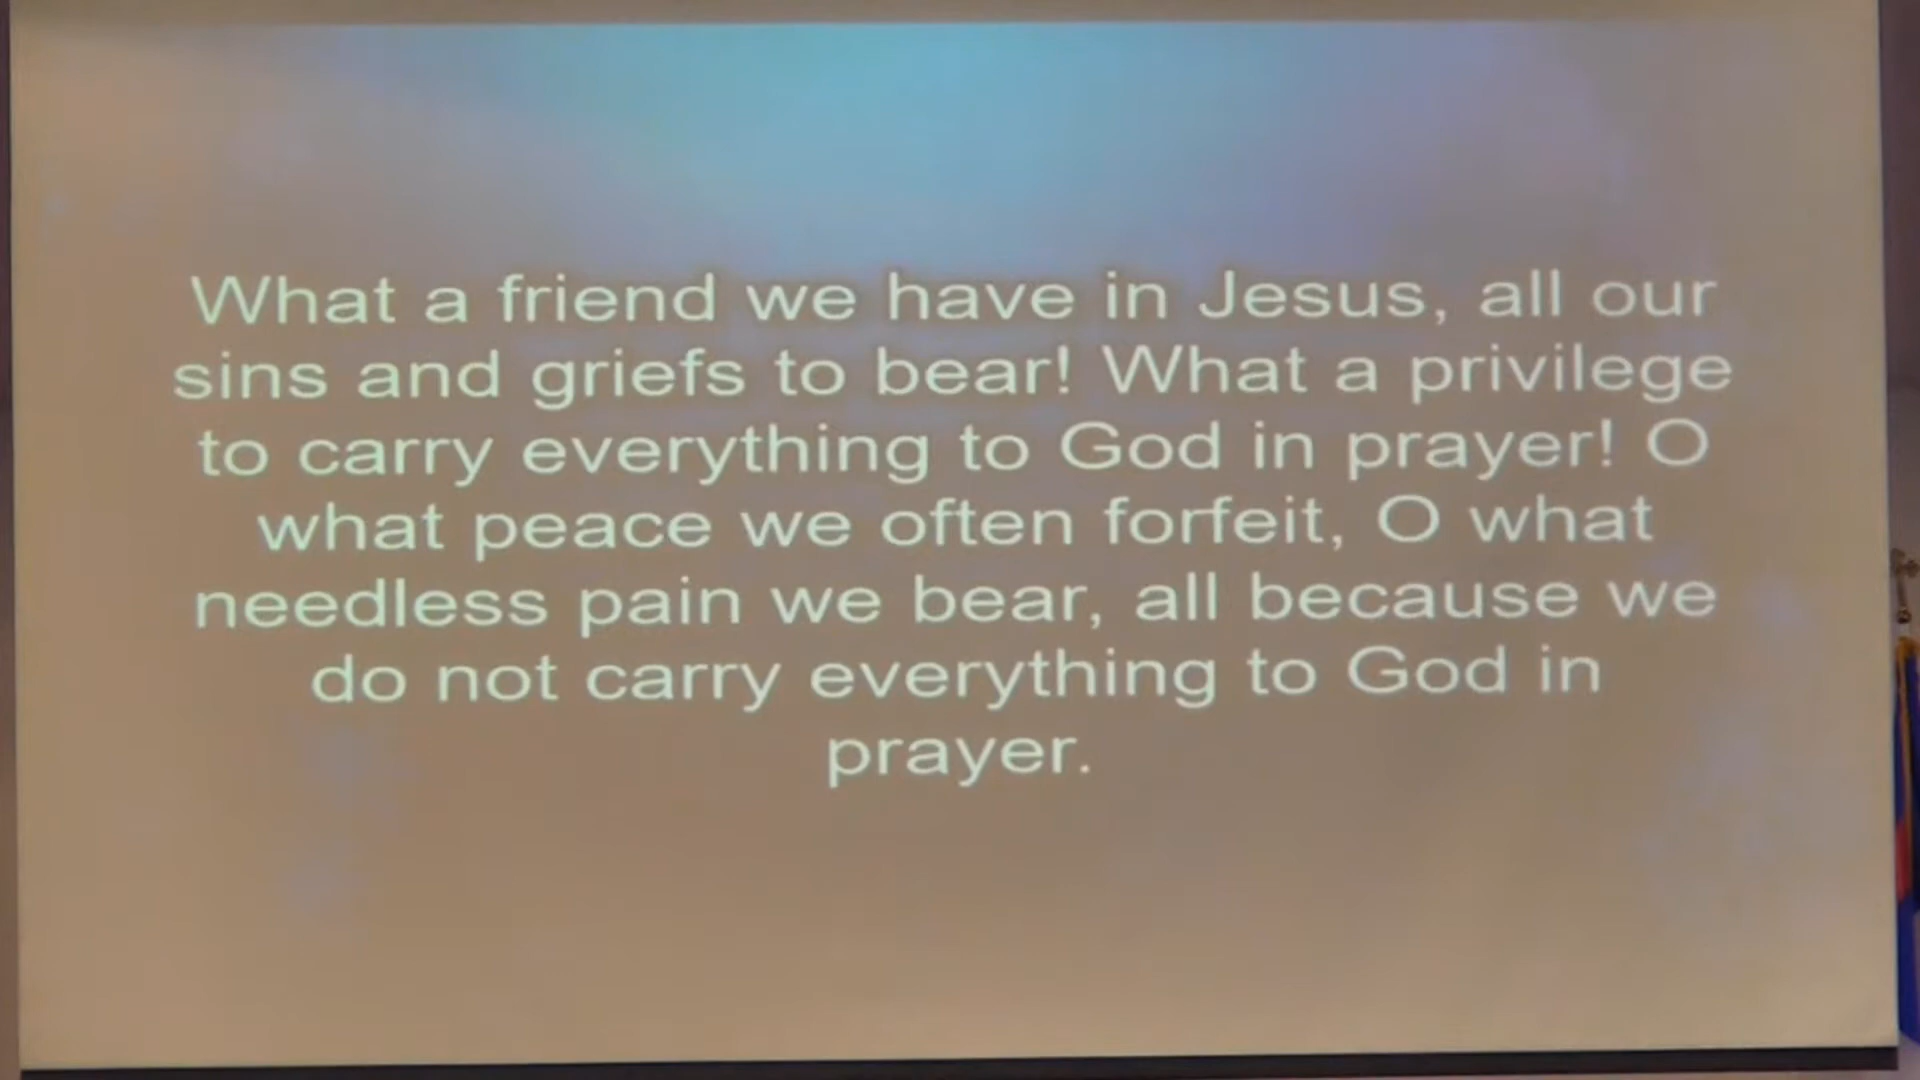 What a friend we have in Jesus, all our
sins and griefs to bear! What a privilege
to carry everything to God in prayer! O
what peace we often forfeit, O what
needless pain we bear, all because we
do not carry everything to God in
prayer.